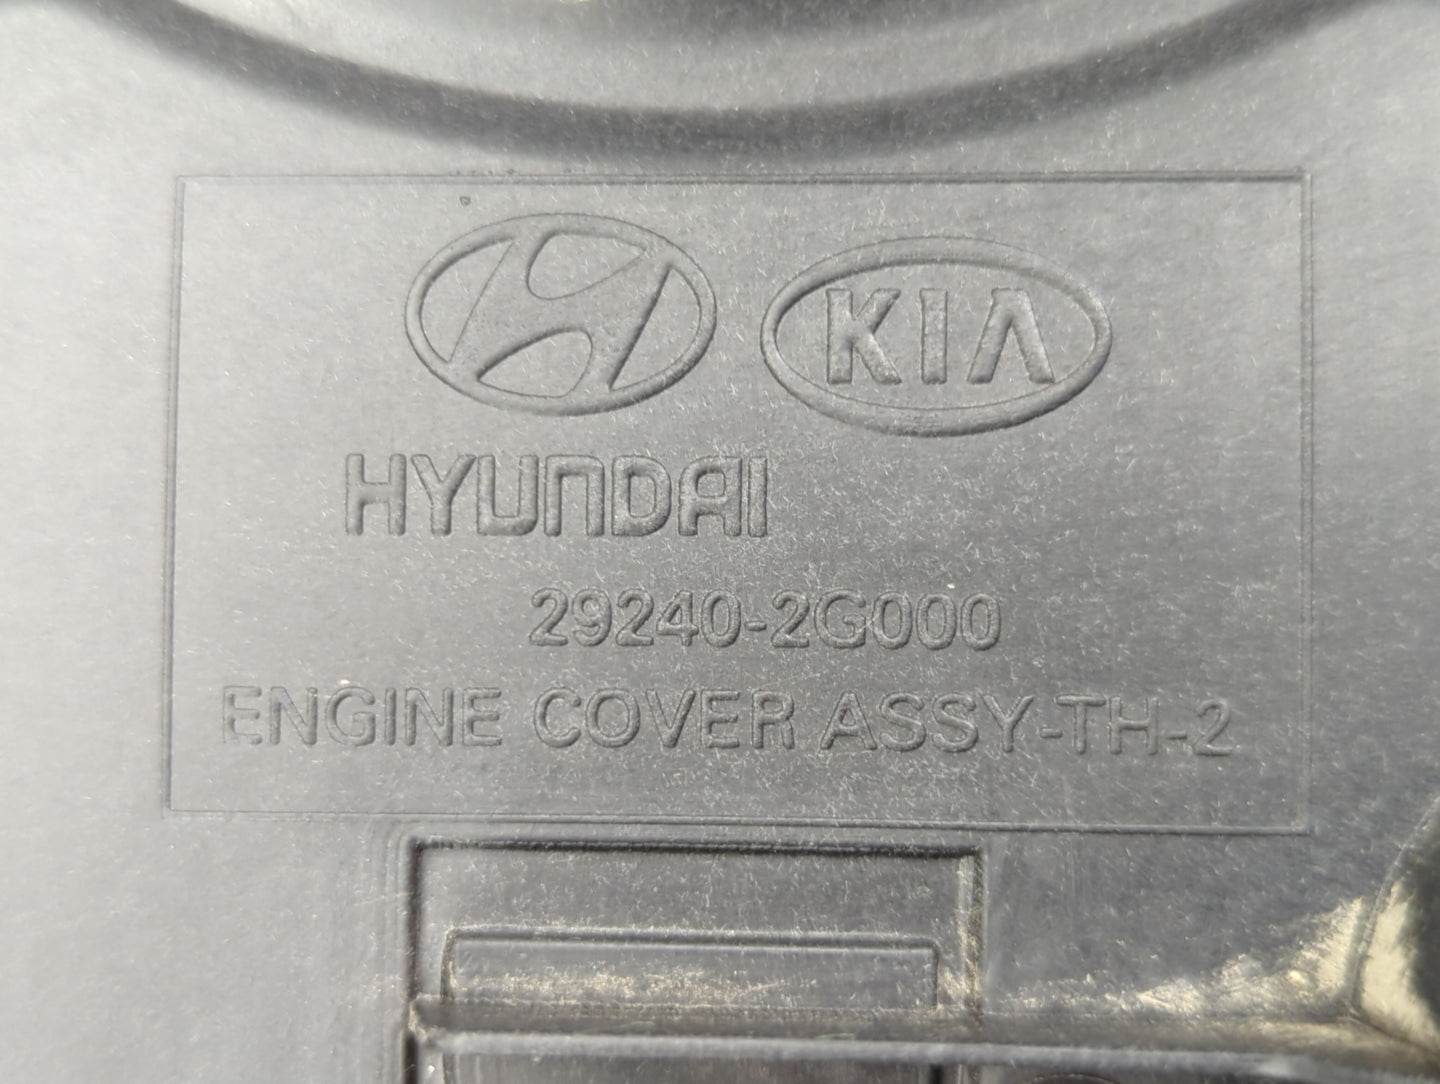 KIA
HYUNDAI
29240-2G000
ENGINE COVER ASSY-TH-2